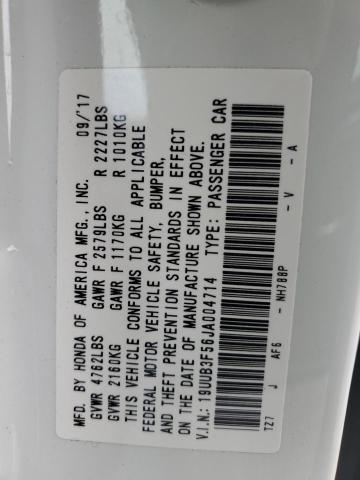 MFD. BY HONDA OF AMERICA MFG., INC. 09/'17
GVWR 4762LBS GAWR F 2579LBS R 2227LBS
GVWR 2160KG GAWR F 1170KG R 1010KG
THIS VEHICLE CONFORMS TO ALL APPLICABLE
FEDERAL MOTOR VEHICLE SAFETY, BUMPER,
AND THEFT PREVENTION STANDARDS IN EFFECT
ON THE DATE OF MANUFACTURE SHOWN ABOVE.
V.I.N.: 19UUB3F56JA004714 TYPE: PASSENGER CAR
TZ7 J AF6 - NH788P - V - A